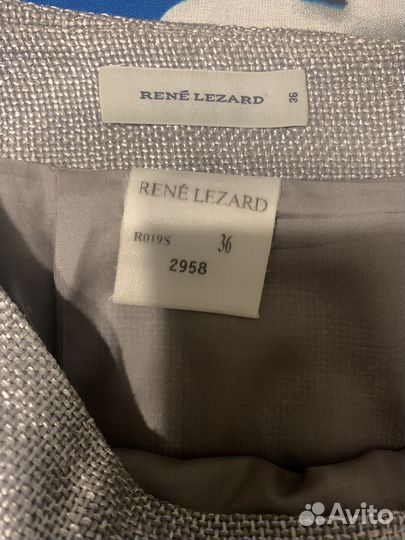 RENÉ LEZARD 36
RENÉ LEZARD
R019S 36
2958
Avito